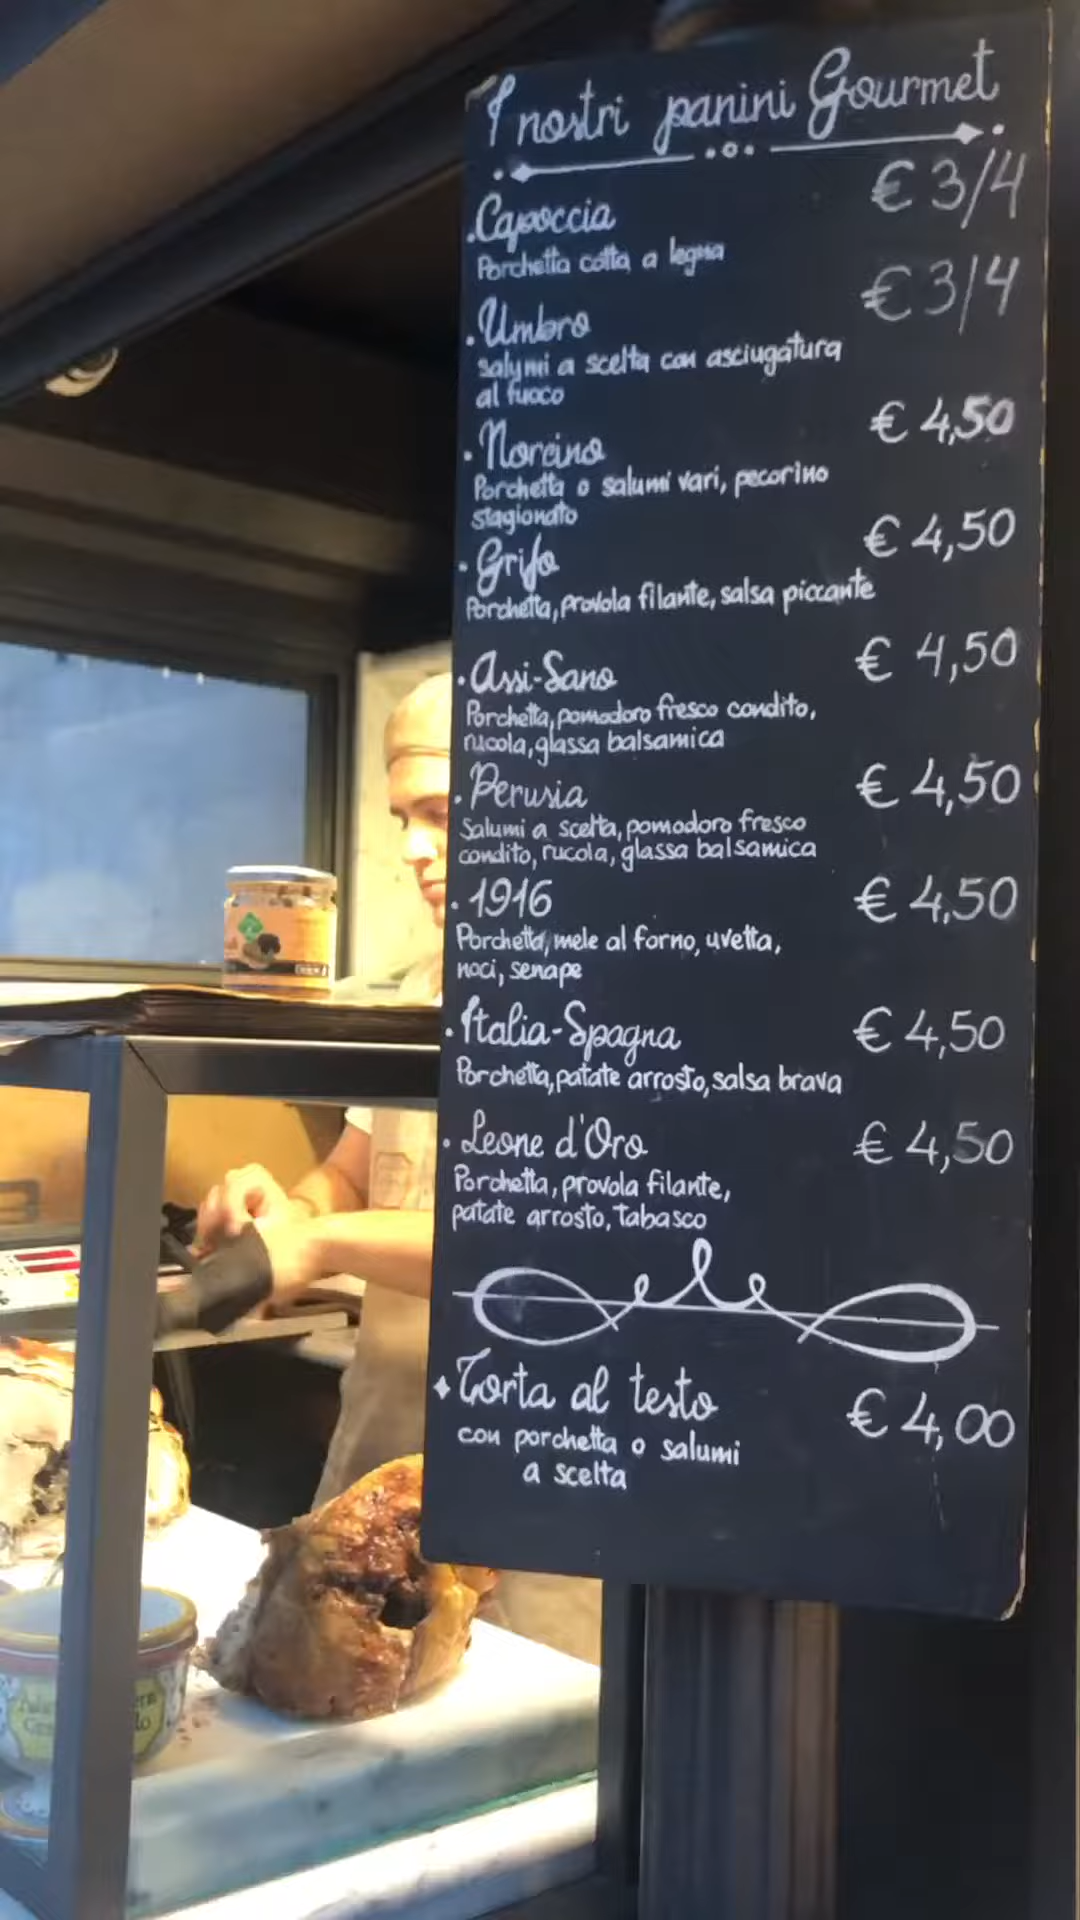 I nostri panini Gourmet
.Capoccia € 3/4
Porchetta cotta a legna
.Umbro € 3/4
salumi a scelta con asciugatura
al fuoco
.Norcino € 4,50
Porchetta o salumi vari, pecorino
stagionato
.Grifo € 4,50
Porchetta, provola filante, salsa piccante
.Assi-Sano € 4,50
Porchetta, pomodoro fresco condito,
rucola, glassa balsamica
.Perusia € 4,50
Salumi a scelta, pomodoro fresco
condito, rucola, glassa balsamica
.1916 € 4,50
Porchetta, mele al forno, uvetta,
noci, senape
.Italia-Spagna € 4,50
Porchetta, patate arrosto, salsa brava
.Leone d'Oro € 4,50
Porchetta, provola filante,
patate arrosto, tabasco
Torta al testo € 4,00
con porchetta o salumi
a scelta